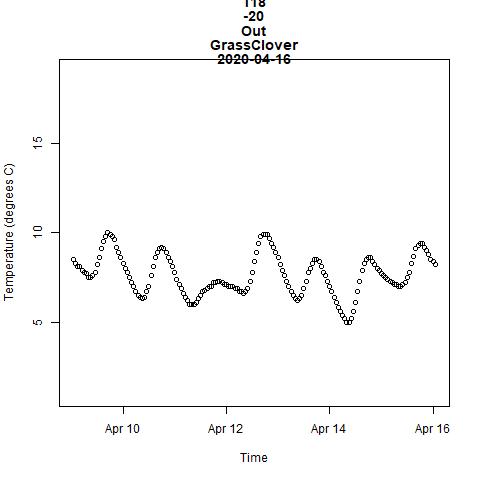 T18
-20
Out
GrassClover
2020-04-16
15
10
5
Temperature (degrees C)
Apr 10
Apr 12
Apr 14
Apr 16
Time